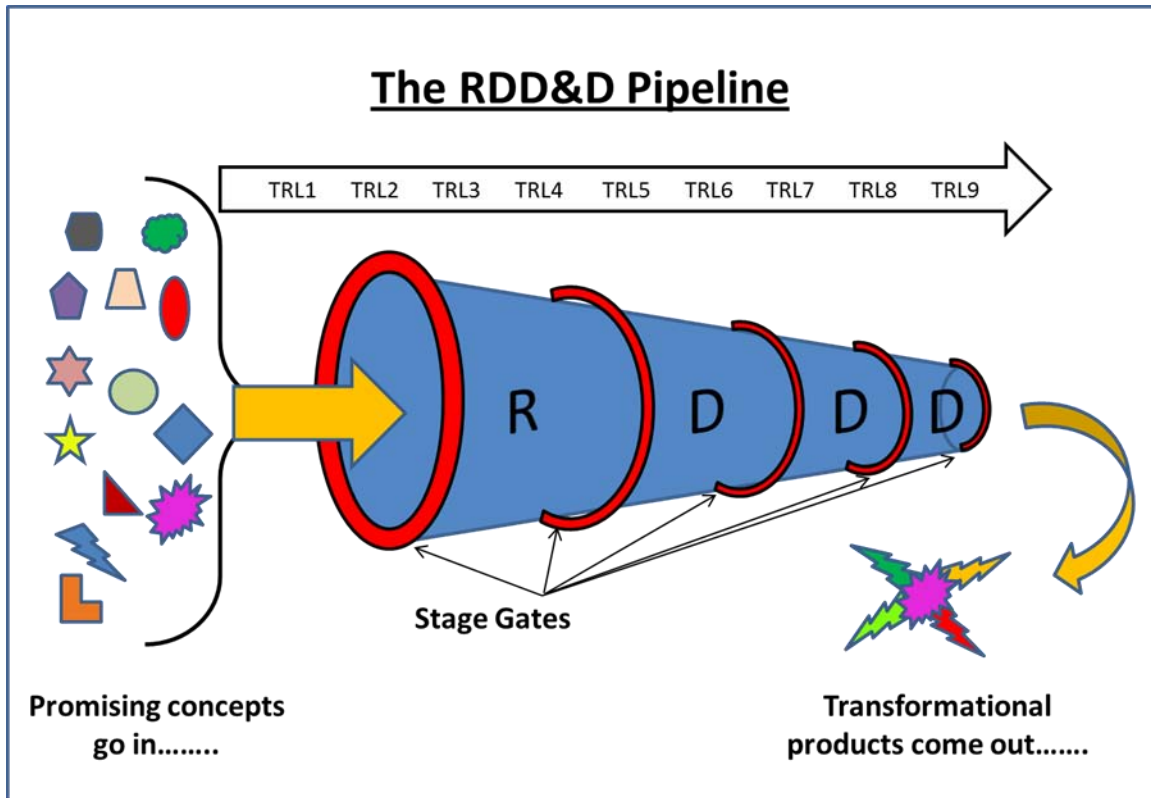 The RDD&D Pipeline
TRL1 TRL2 TRL3 TRL4 TRL5 TRL6 TRL7 TRL8 TRL9
R D D D
Stage Gates
Promising concepts
go in........
Transformational
products come out.......